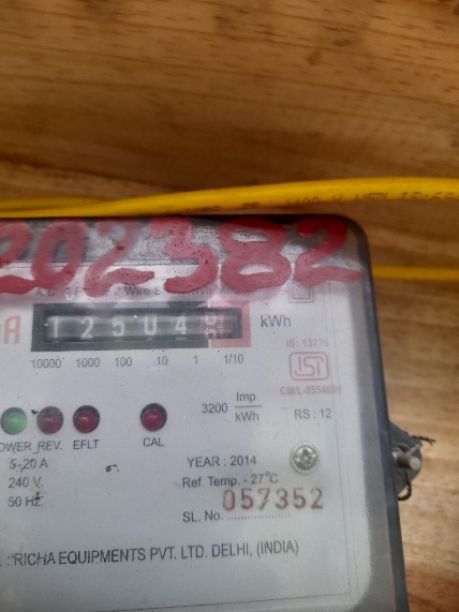 202382
125048
kWh
10000 1000 100 10 1 1/10
IS: 13779
ISI
3200 Imp/kWh
RS : 12
OWER REV. EFLT CAL
5-20 A
240 V.
50 Hz.
YEAR : 2014
Ref. Temp. - 27°C
SL. No. 057352
: RICHA EQUIPMENTS PVT. LTD. DELHI, (INDIA)